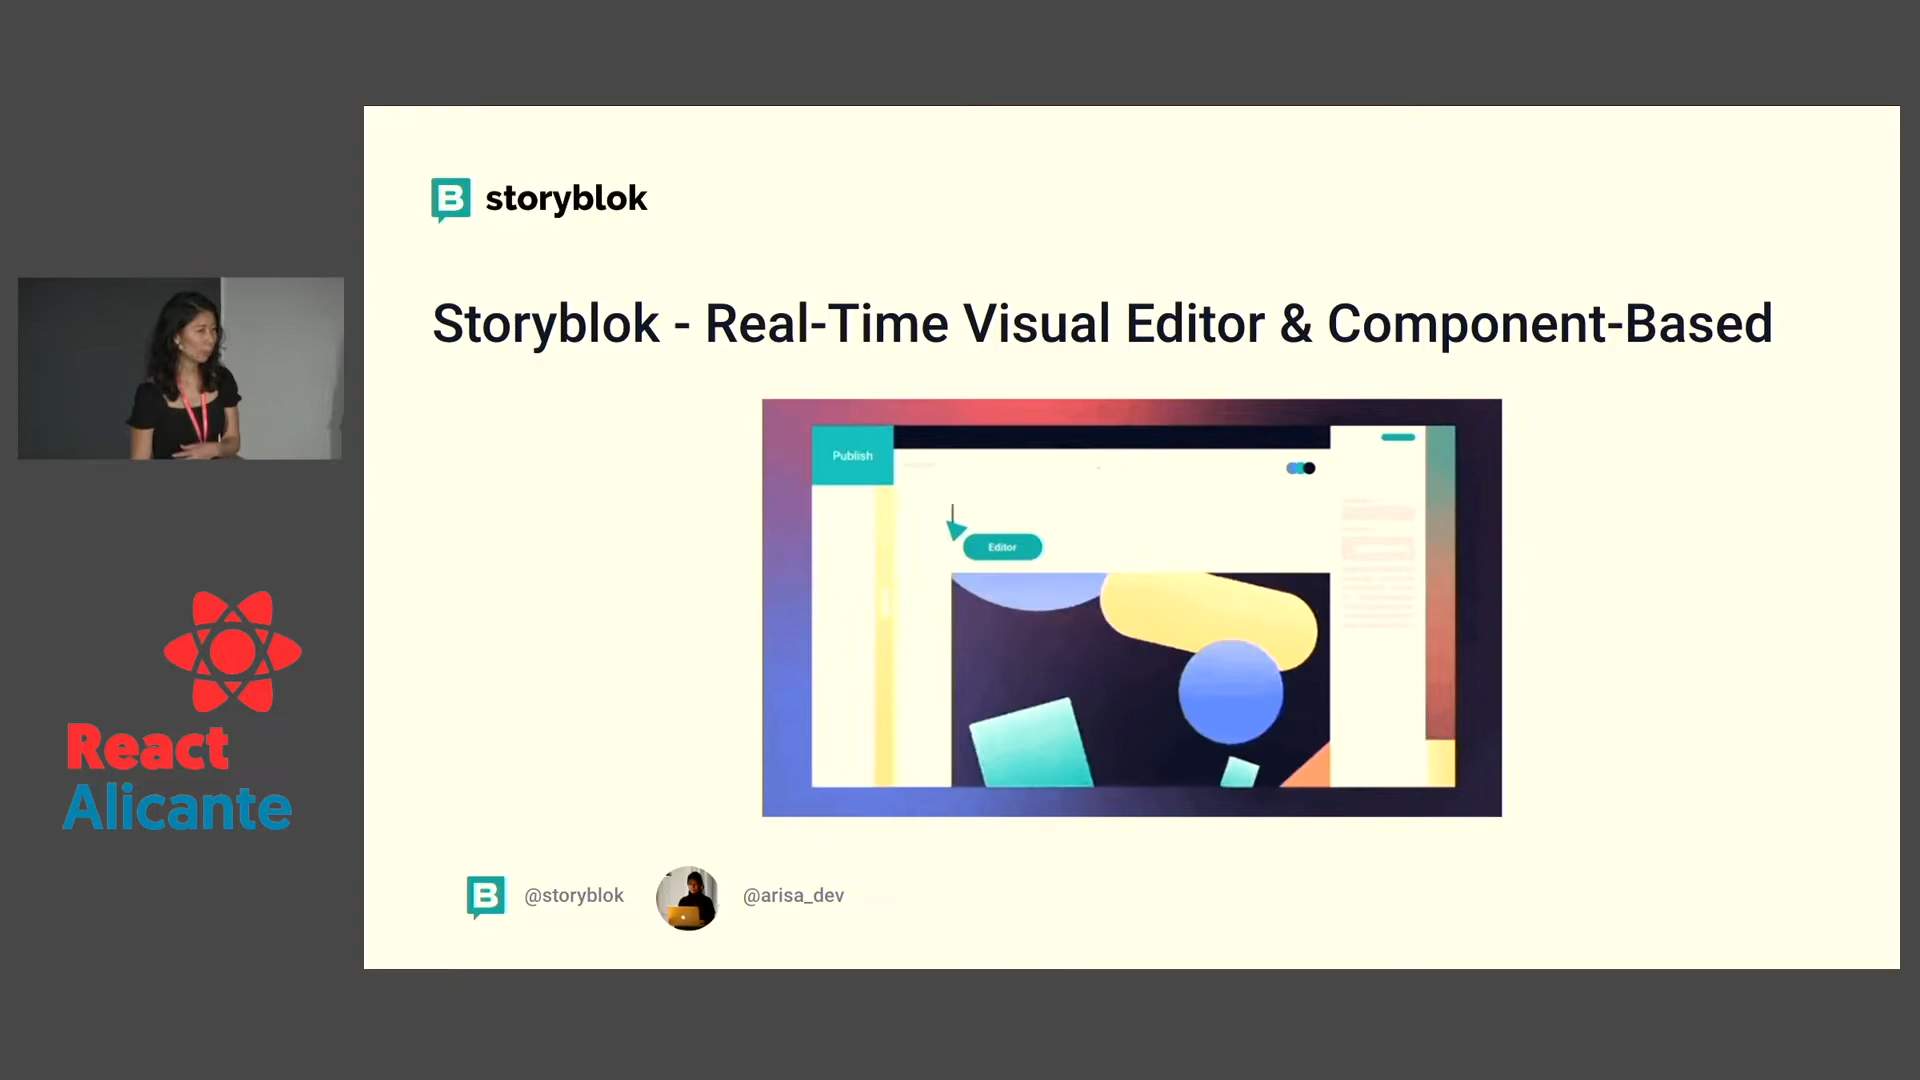 storyblok
Storyblok - Real-Time Visual Editor & Component-Based
Publish
Editor
React
Alicante
@storyblok
@arisa_dev